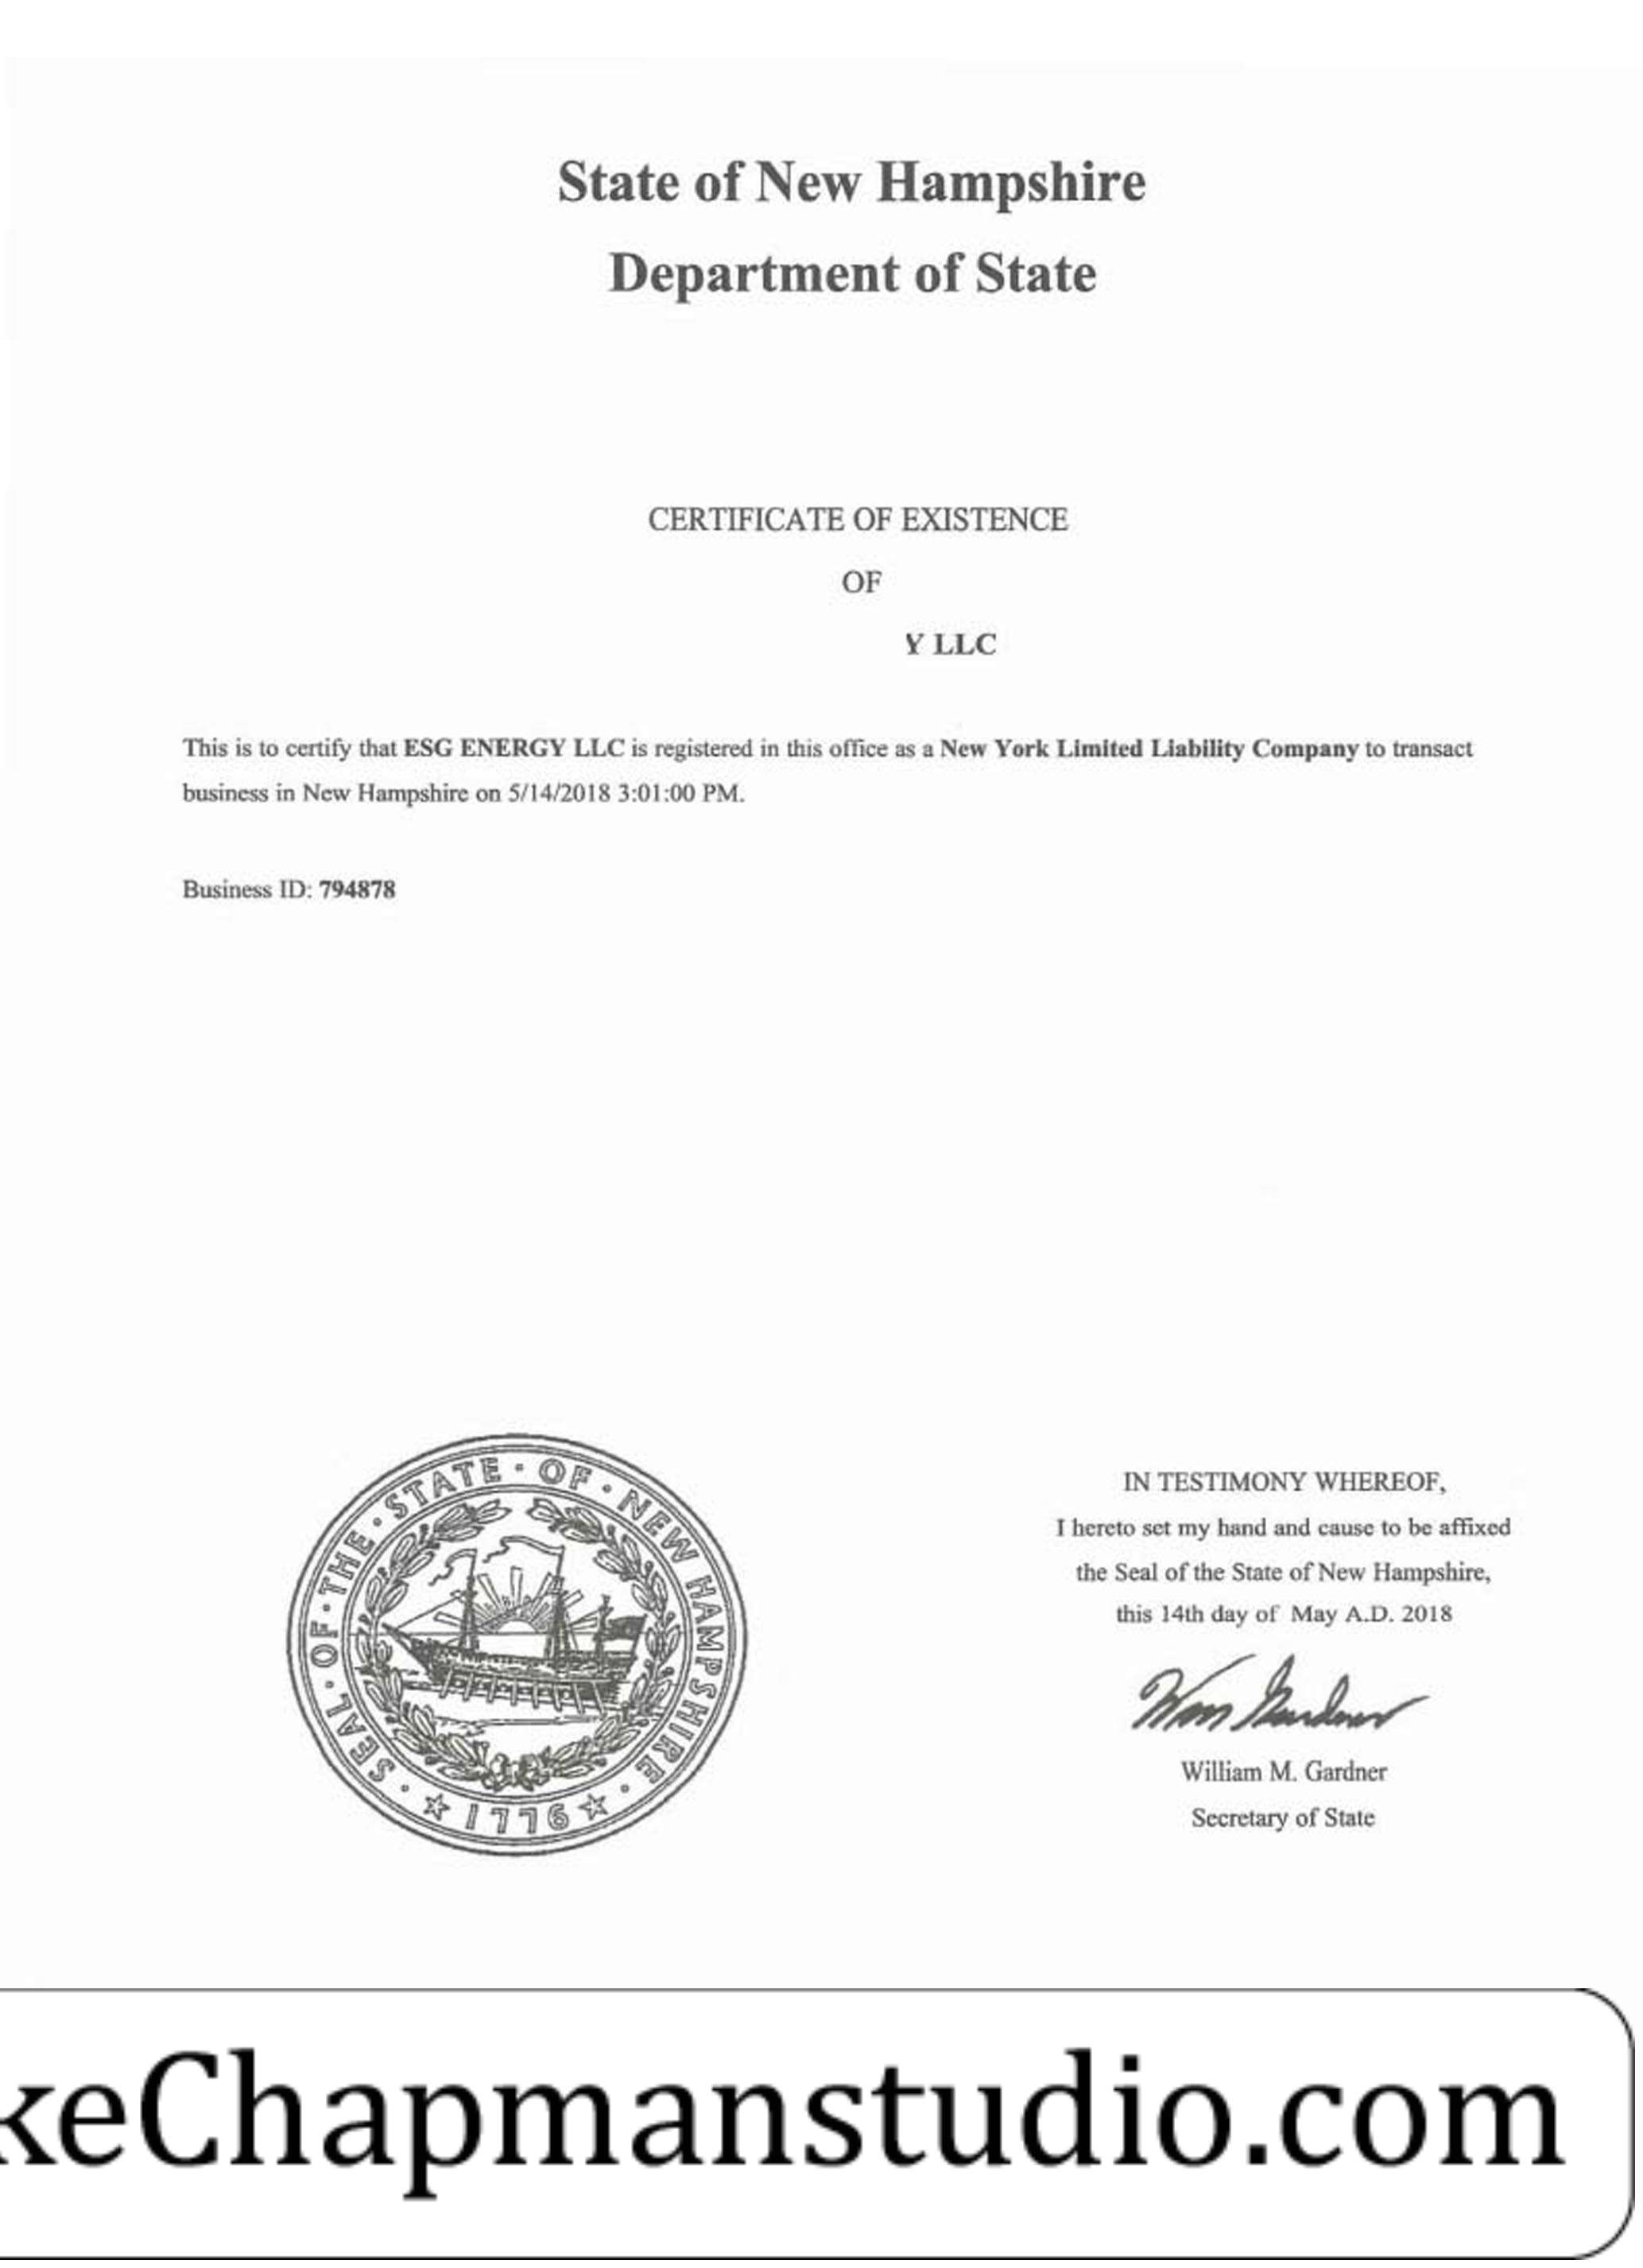 State of New Hampshire
Department of State
CERTIFICATE OF EXISTENCE
OF
Y LLC
This is to certify that ESG ENERGY LLC is registered in this office as a New York Limited Liability Company to transact
business in New Hampshire on 5/14/2018 3:01:00 PM.
Business ID: 794878
SEAL · OF · THE · STATE · OF · NEW HAMPSHIRE ·
1776
IN TESTIMONY WHEREOF,
I hereto set my hand and cause to be affixed
the Seal of the State of New Hampshire,
this 14th day of May A.D. 2018
Wm Gardner
William M. Gardner
Secretary of State
keChapmanstudio.com